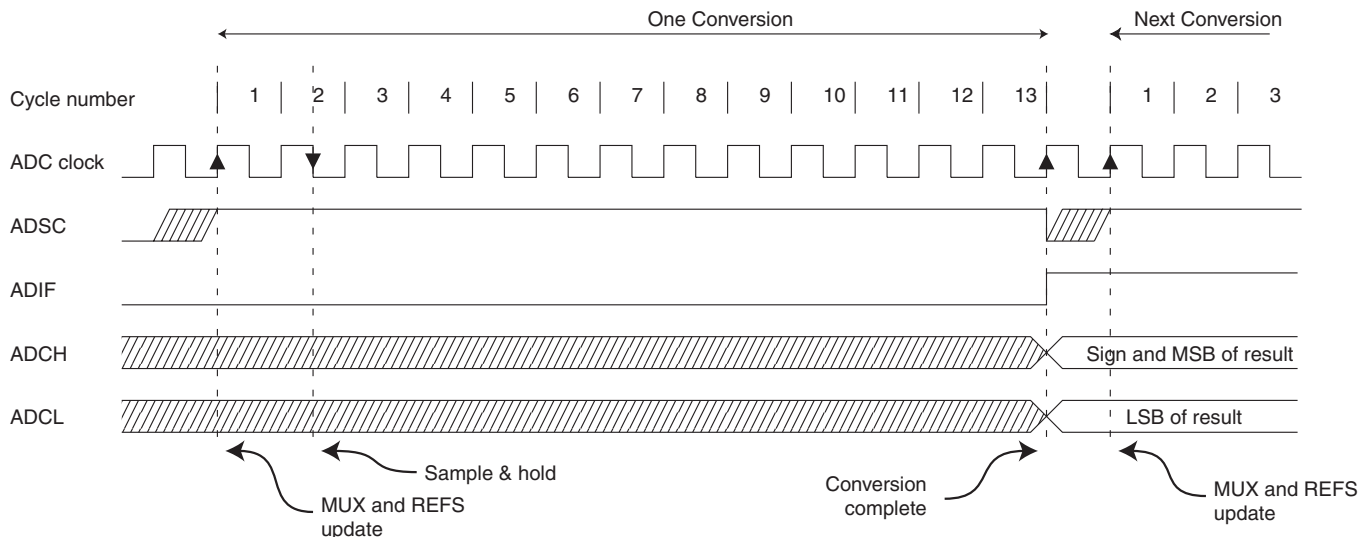 One Conversion
Next Conversion
Cycle number
1 2 3 4 5 6 7 8 9 10 11 12 13 1 2 3
ADC clock
ADSC
ADIF
ADCH
Sign and MSB of result
ADCL
LSB of result
MUX and REFS
update
Sample & hold
Conversion
complete
MUX and REFS
update